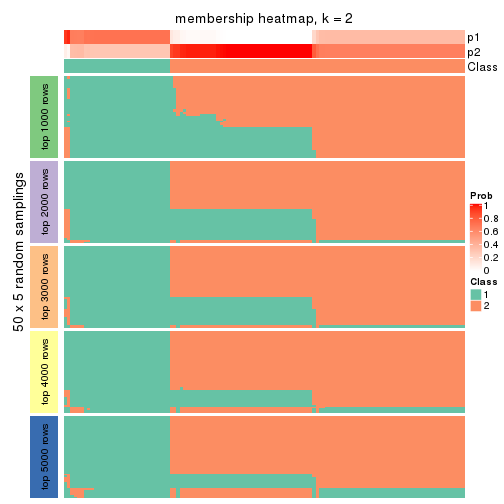 membership heatmap, k = 2
p1
p2
Class
50 x 5 random samplings
top 1000 rows
top 2000 rows
top 3000 rows
top 4000 rows
top 5000 rows
Prob
1
0.8
0.6
0.4
0.2
0
Class
1
2